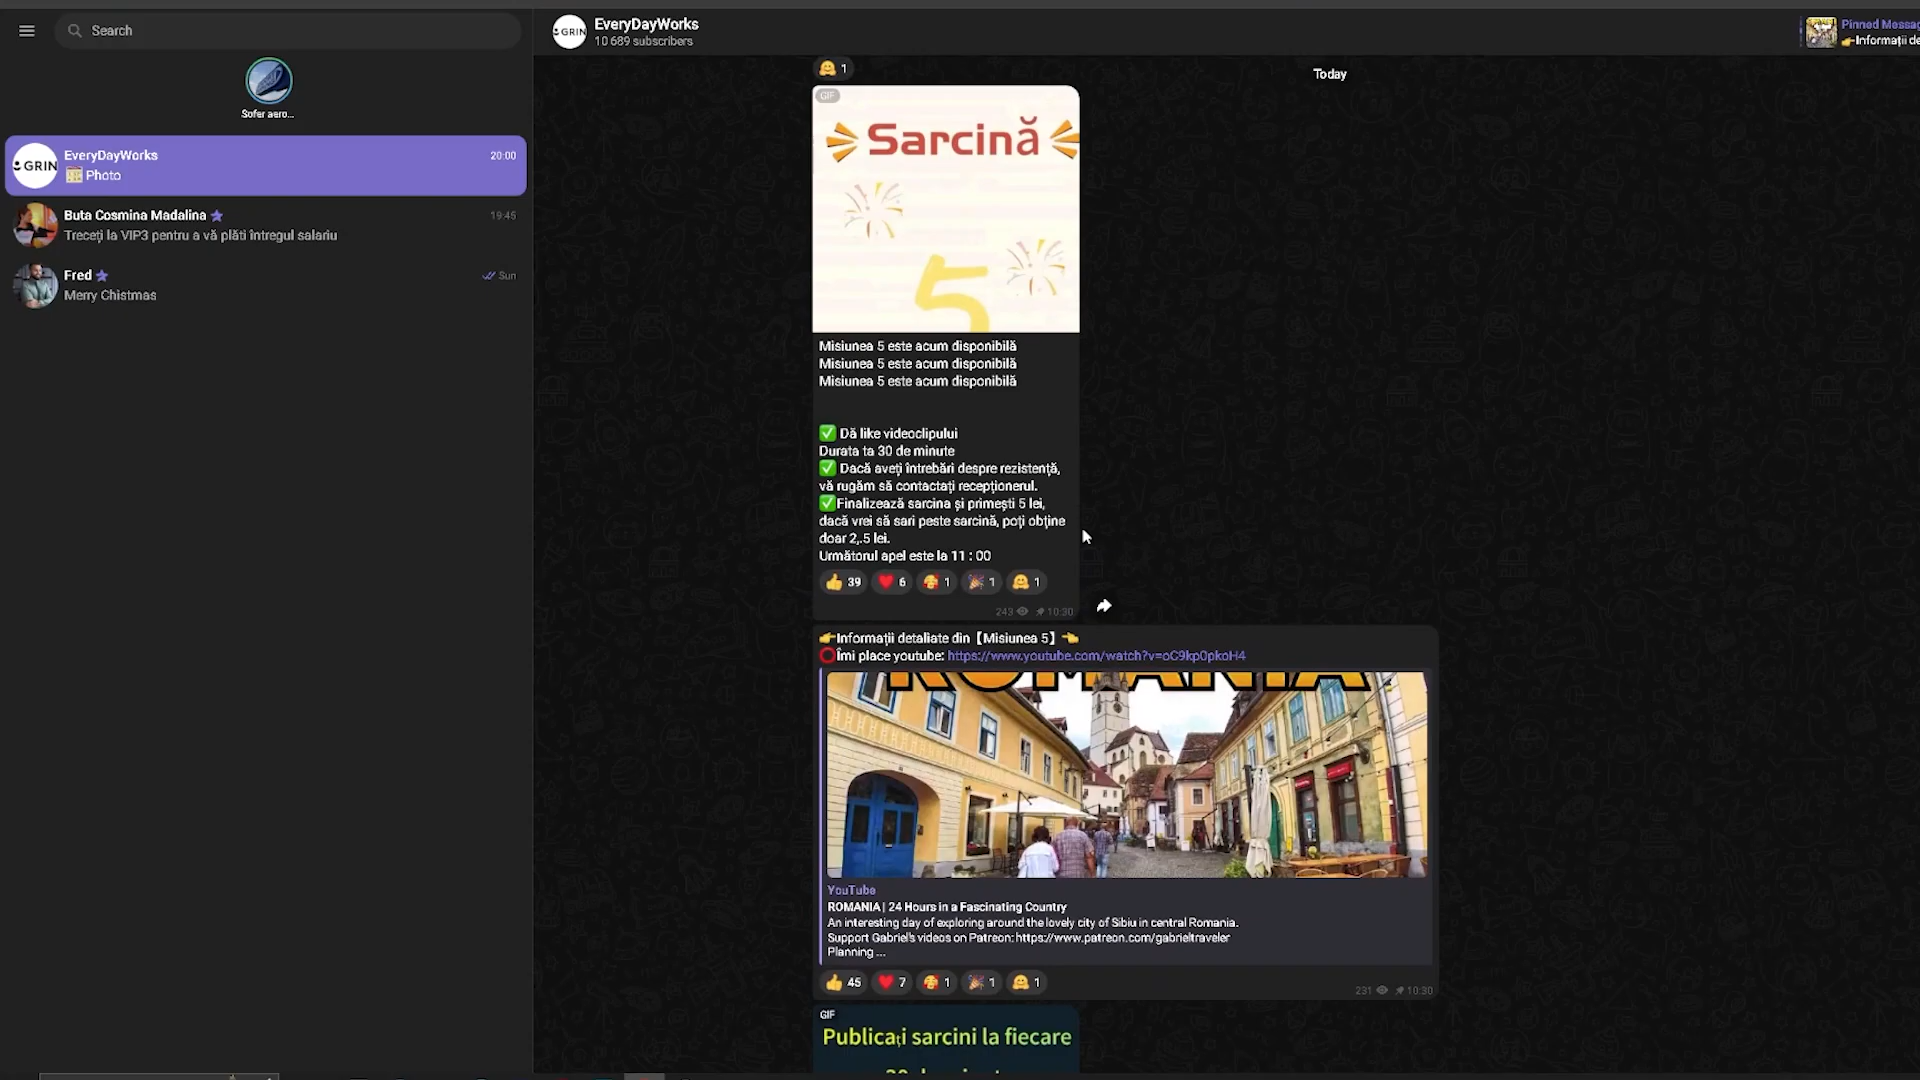 Search
Sofer aero...
GRIN
EveryDayWorks
20:00
Photo
Buta Cosmina Madalina
19:45
Treceți la VIP3 pentru a vă plăti întregul salariu
Fred
Sun
Merry Chistmas
GRIN
EveryDayWorks
10 689 subscribers
Pinned Messag
👉Informații de
Today
🤗 1
GIF
Sarcină
5
Misiunea 5 este acum disponibilă
Misiunea 5 este acum disponibilă
Misiunea 5 este acum disponibilă
✅ Dă like videoclipului
Durata ta 30 de minute
✅ Dacă aveți întrebări despre rezistență,
vă rugăm să contactați recepționerul.
✅Finalizează sarcina și primești 5 lei,
dacă vrei să sari peste sarcină, poți obține
doar 2,.5 lei.
Următorul apel este la 11 : 00
👍 39 ❤️ 6 🥰 1 🎉 1 🤗 1
243 10:30
👉Informații detaliate din【Misiunea 5】👈
⭕Îmi place youtube: https://www.youtube.com/watch?v=oC9kp0pkoH4
ROMANIA
YouTube
ROMANIA | 24 Hours in a Fascinating Country
An interesting day of exploring around the lovely city of Sibiu in central Romania.
Support Gabriel's videos on Patreon: https://www.patreon.com/gabrieltraveler
Planning ...
👍 45 ❤️ 7 🥰 1 🎉 1 🤗 1
231 10:30
GIF
Publicați sarcini la fiecare